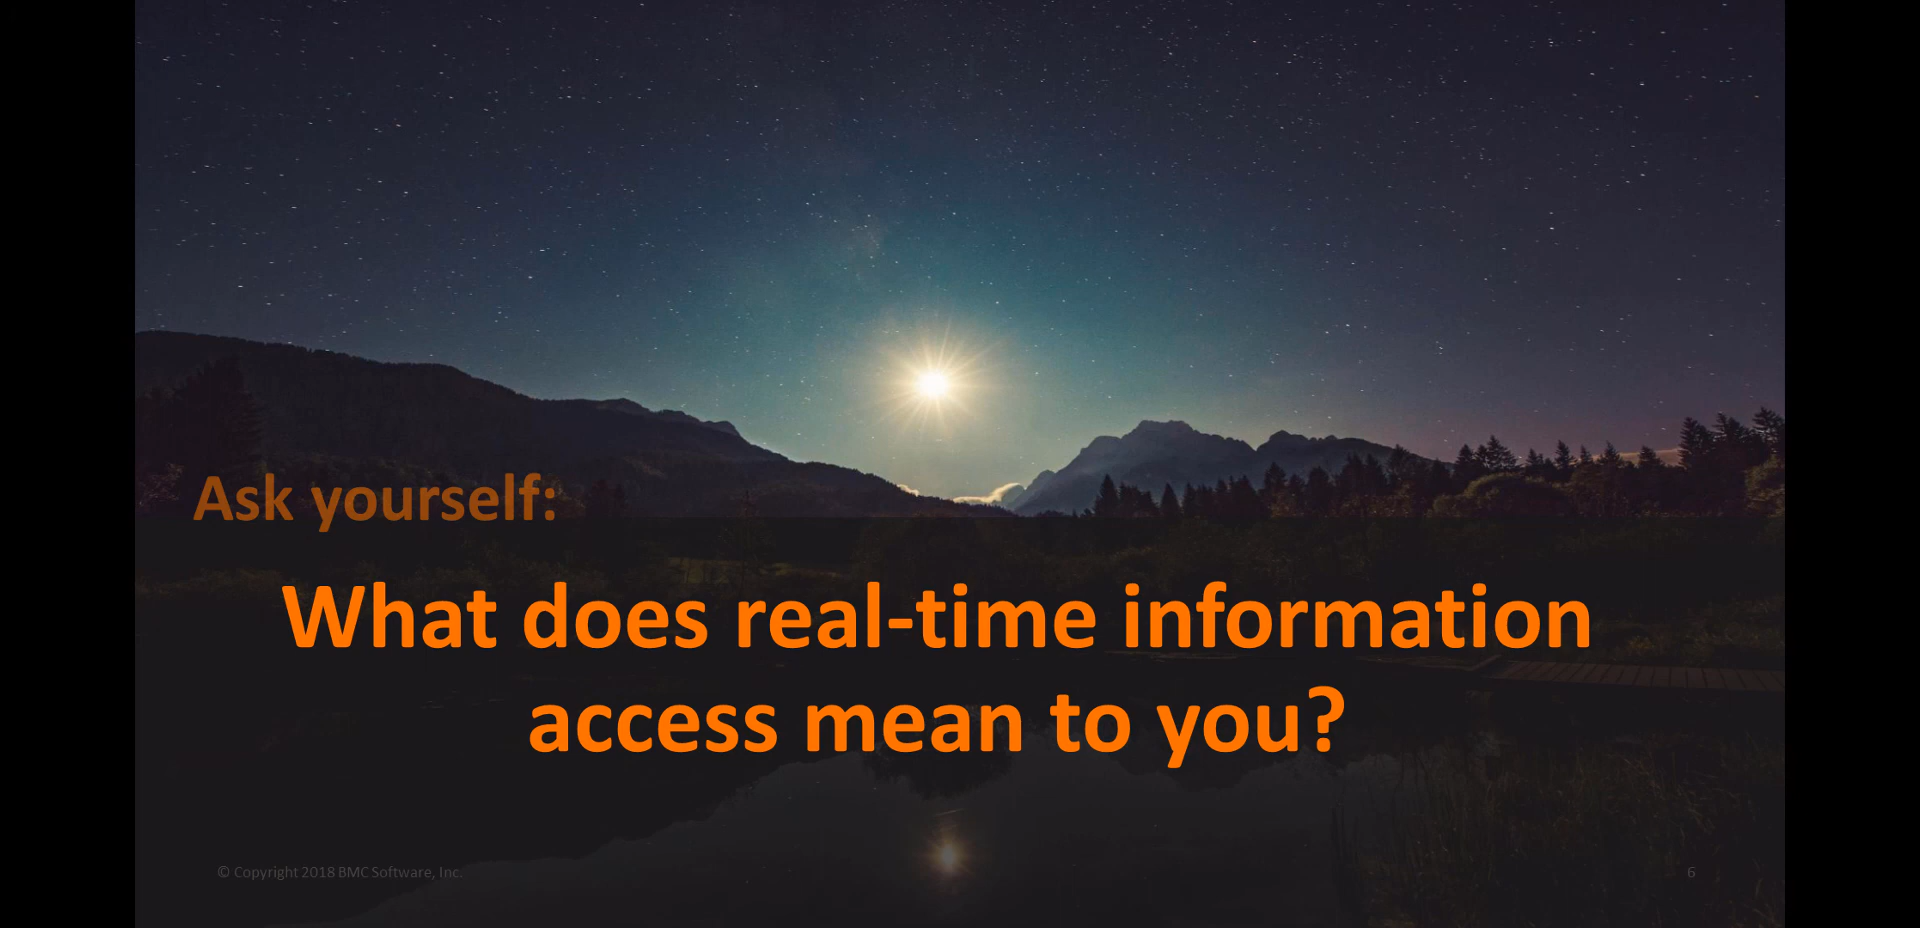 Ask yourself:
What does real-time information
access mean to you?
© Copyright 2018 BMC Software, Inc.
6